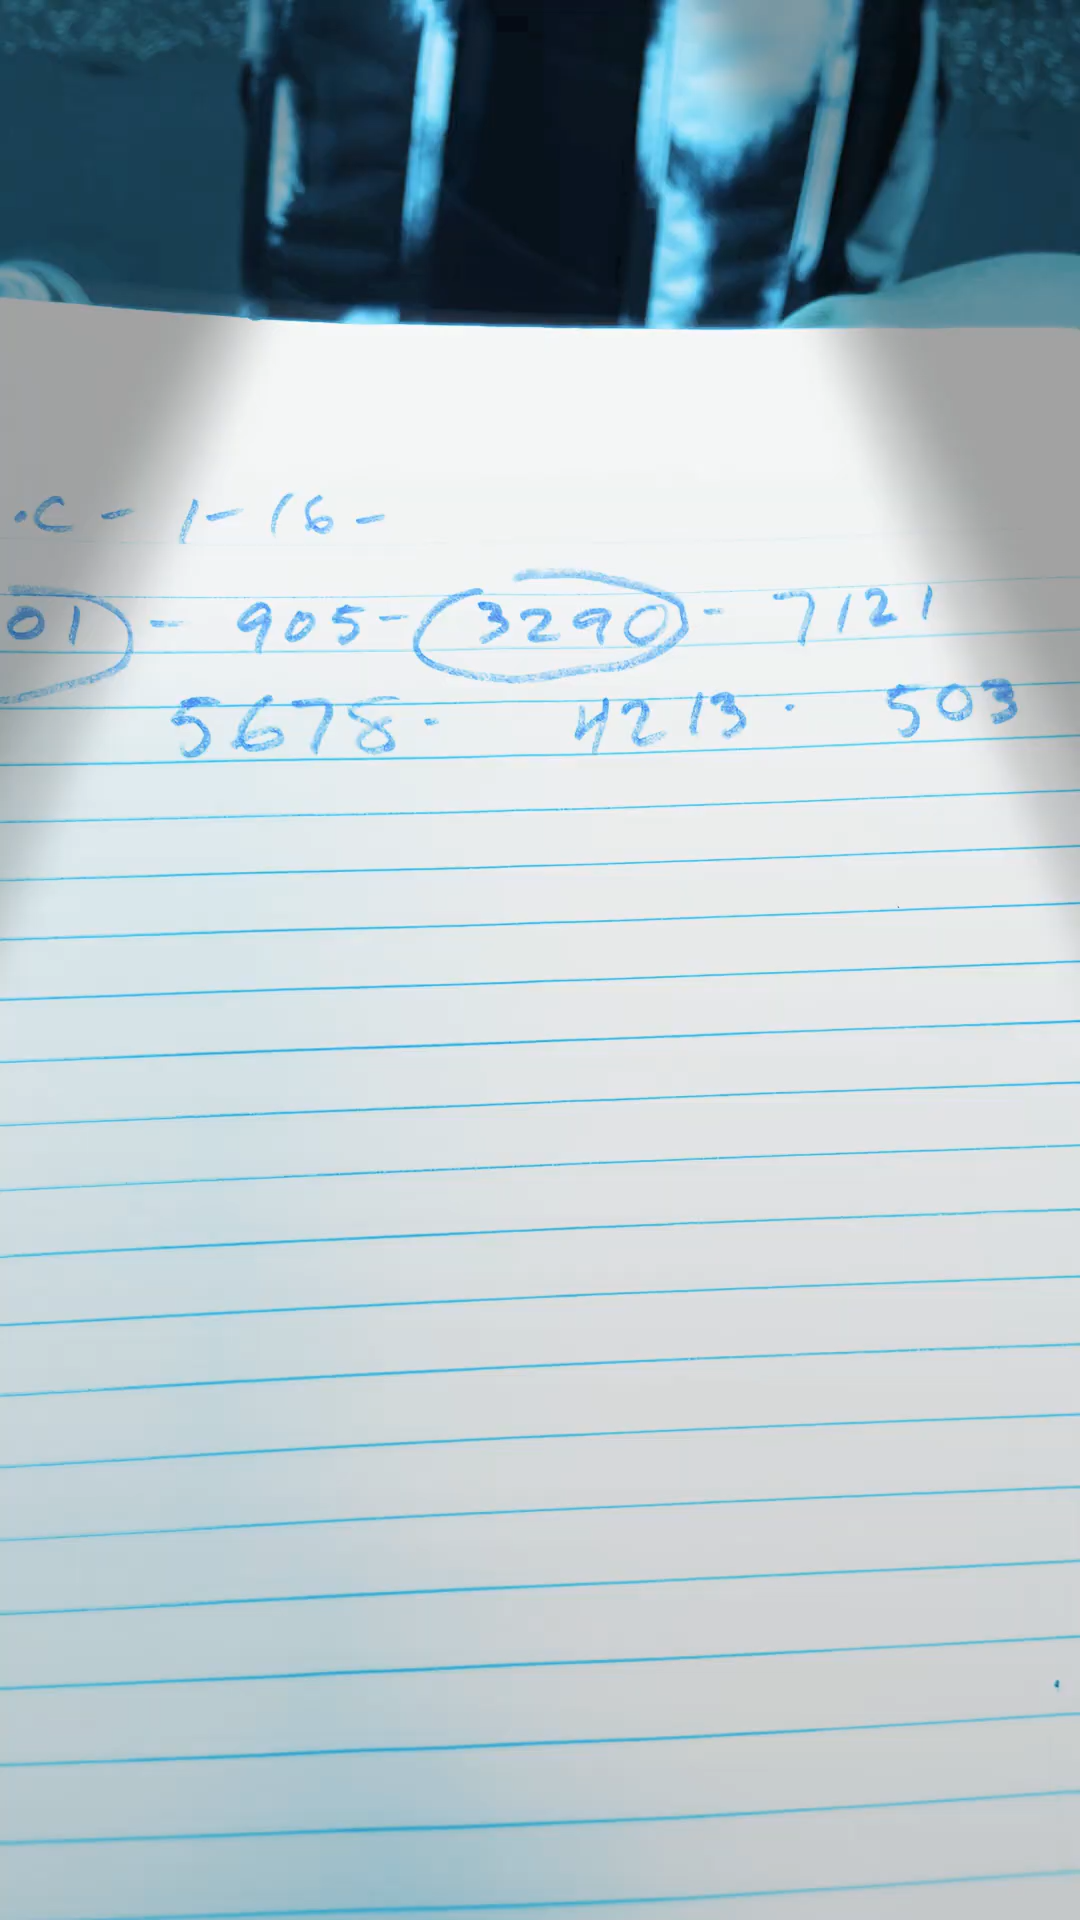 .C - 1-16-
01 - 905- 3290 - 7121
5678. 4213. 503